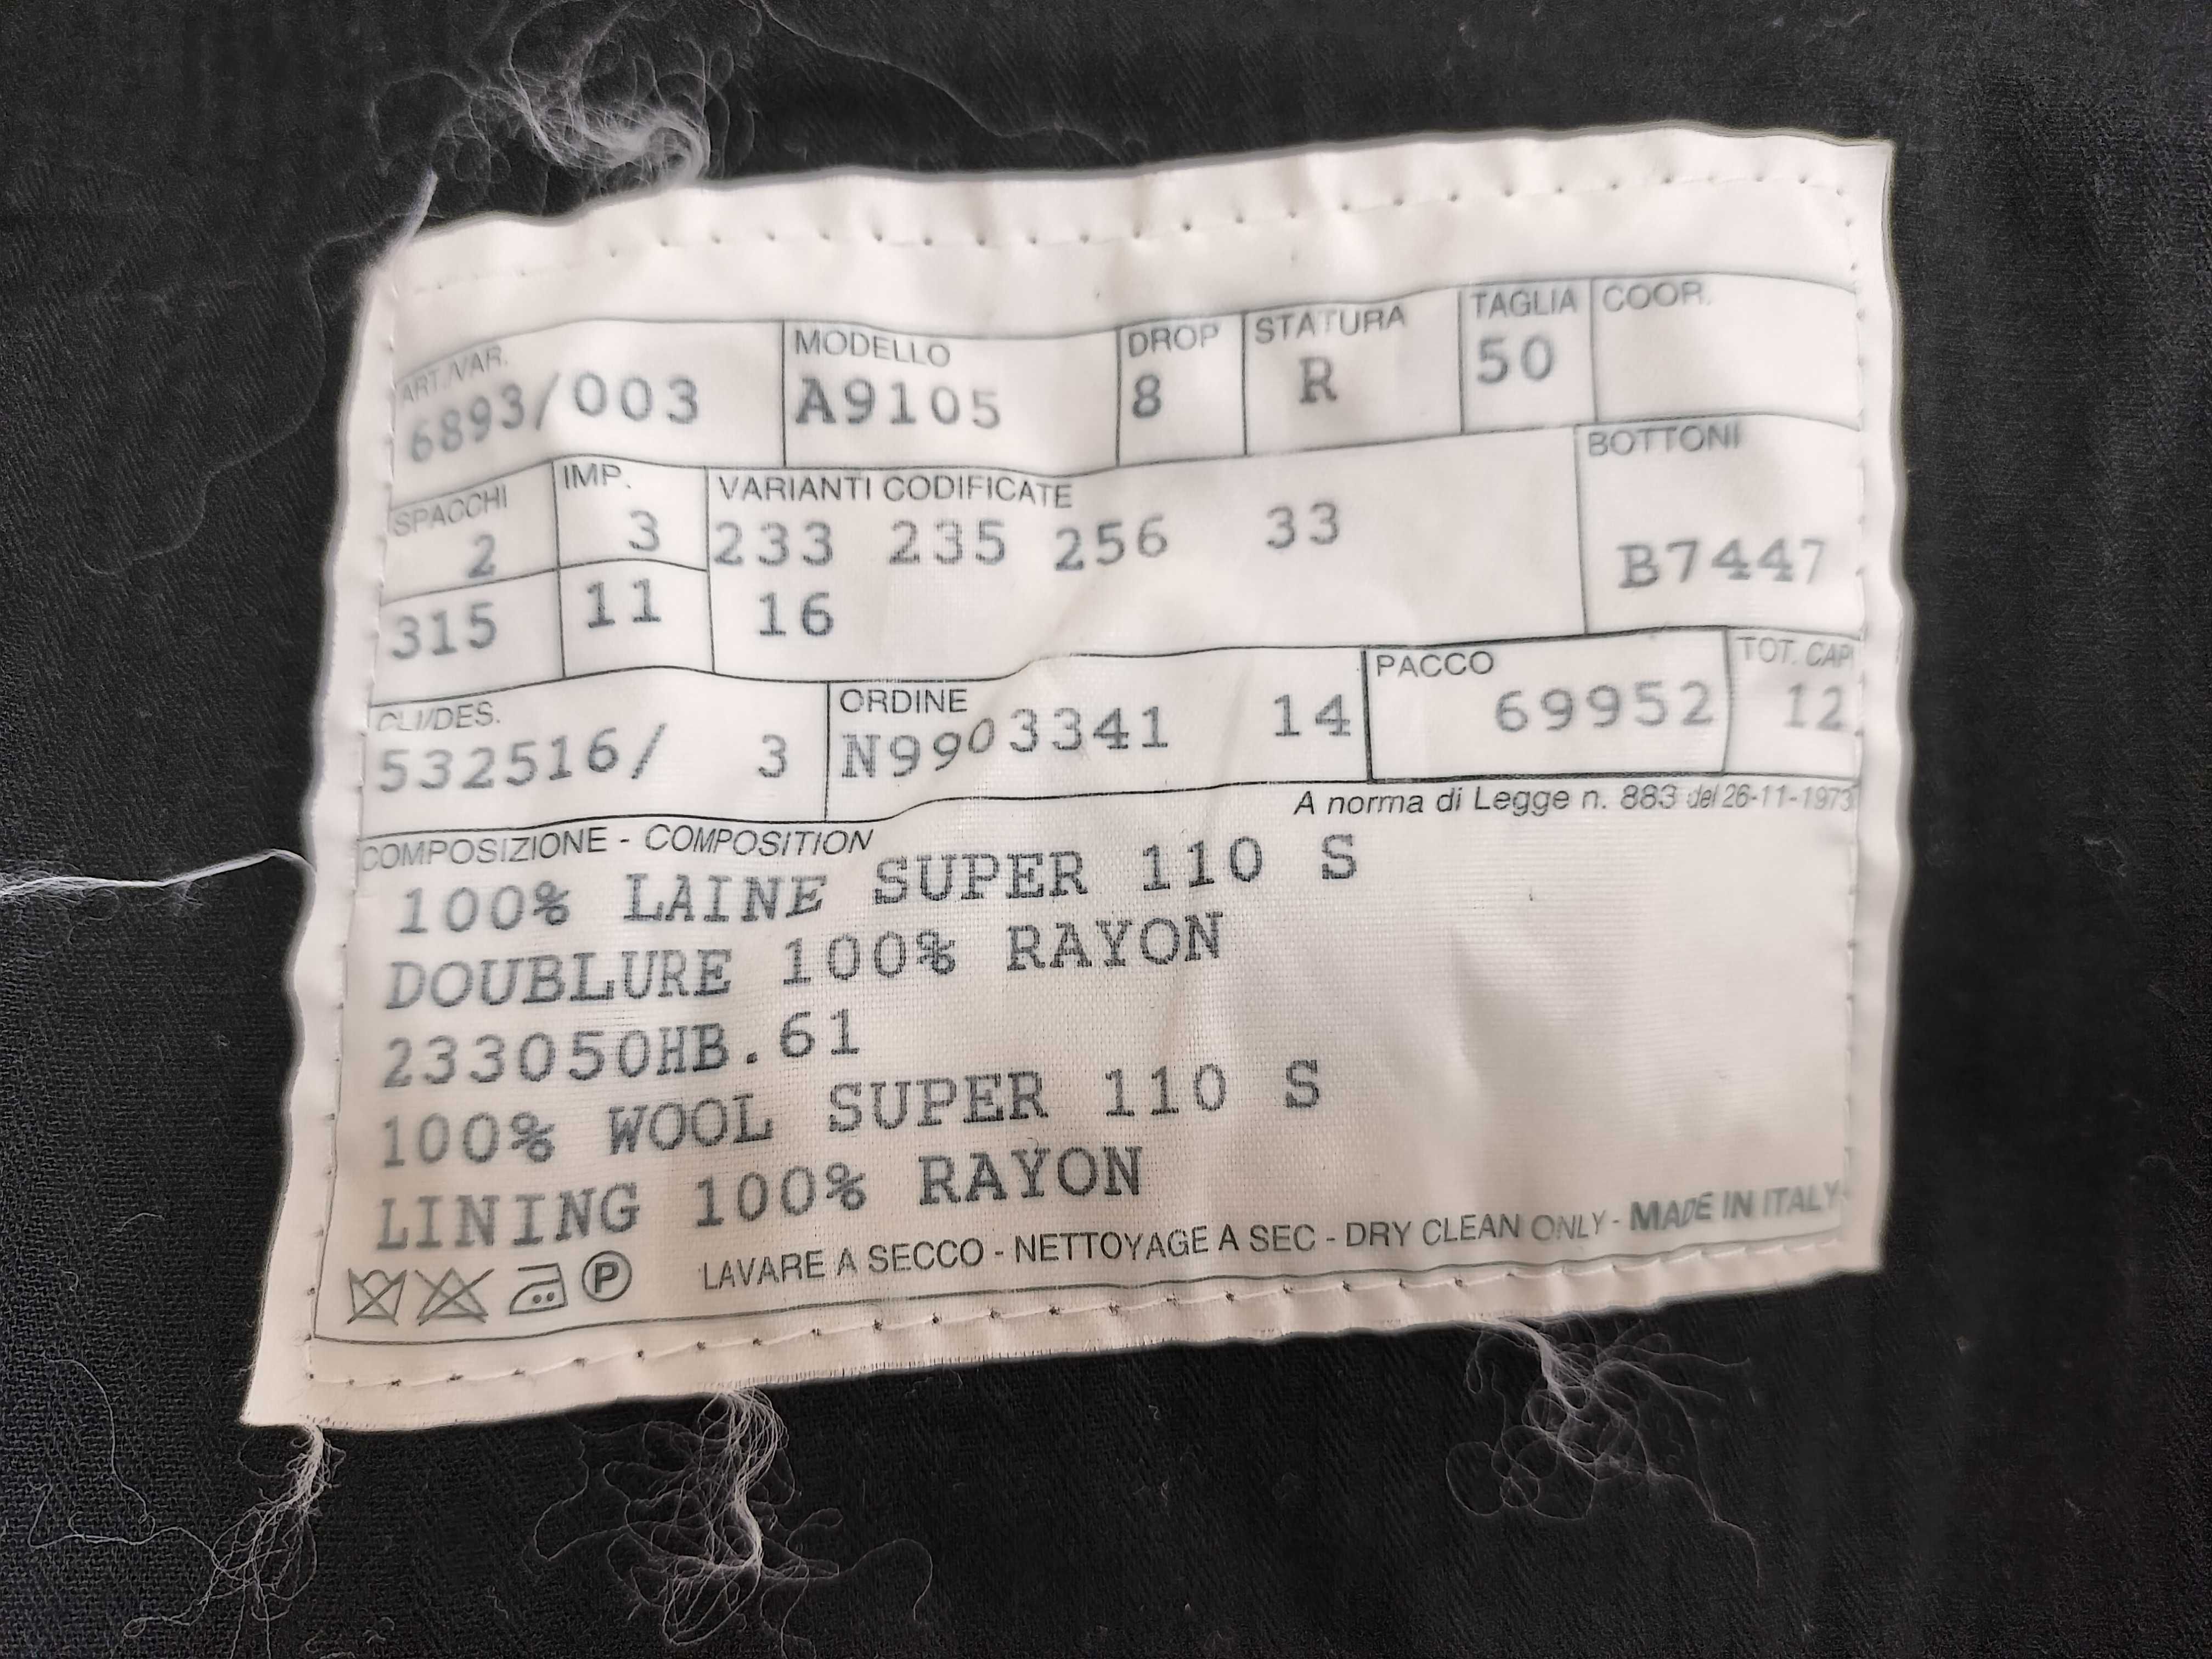 ART./VAR. MODELLO DROP STATURA TAGLIA COOR.
6893/003 A9105 8 R 50
SPACCHI IMP. VARIANTI CODIFICATE BOTTONI
2 3 233 235 256 33 B7447
315 11 16
CLI/DES. ORDINE PACCO TOT. CAPI
532516/ 3 N9903341 14 69952 12
A norma di Legge n. 883 del 26-11-1973
COMPOSIZIONE - COMPOSITION
100% LAINE SUPER 110 S
DOUBLURE 100% RAYON
233050HB.61
100% WOOL SUPER 110 S
LINING 100% RAYON
P LAVARE A SECCO - NETTOYAGE A SEC - DRY CLEAN ONLY - MADE IN ITALY